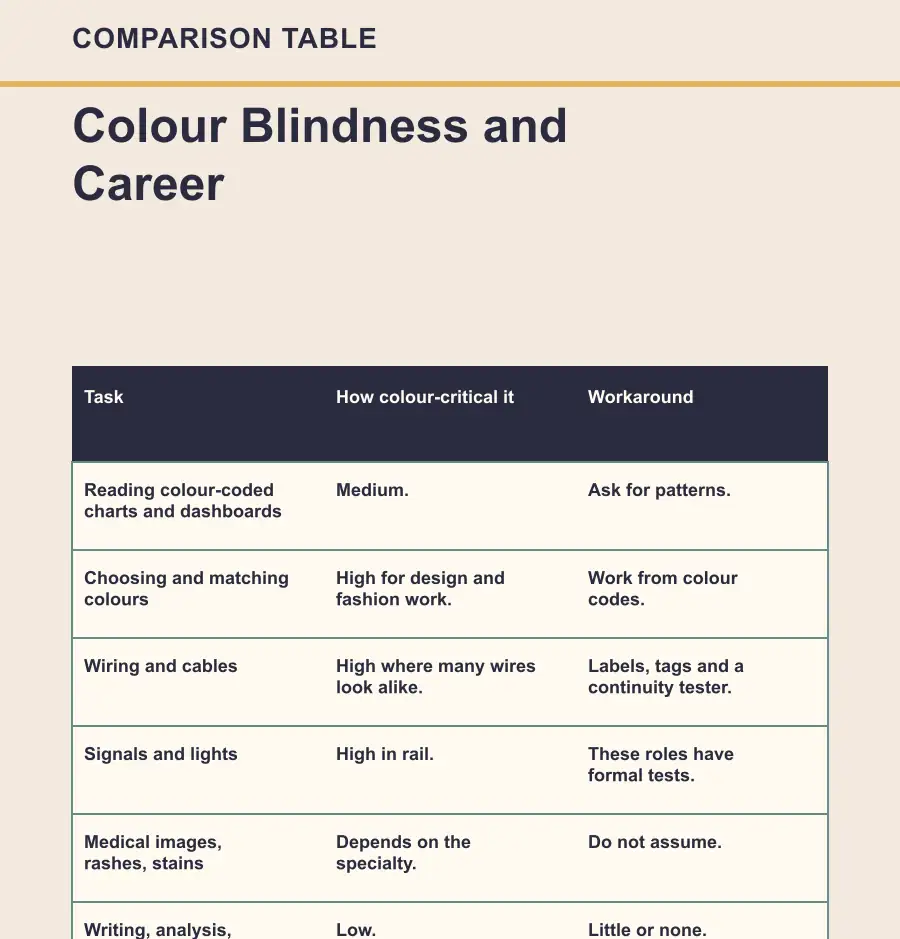 COMPARISON TABLE
Colour Blindness and
Career
Task
How colour-critical it
Workaround
Reading colour-coded
charts and dashboards
Medium.
Ask for patterns.
Choosing and matching
colours
High for design and
fashion work.
Work from colour
codes.
Wiring and cables
High where many wires
look alike.
Labels, tags and a
continuity tester.
Signals and lights
High in rail.
These roles have
formal tests.
Medical images,
rashes, stains
Depends on the
specialty.
Do not assume.
Writing, analysis,
Low.
Little or none.